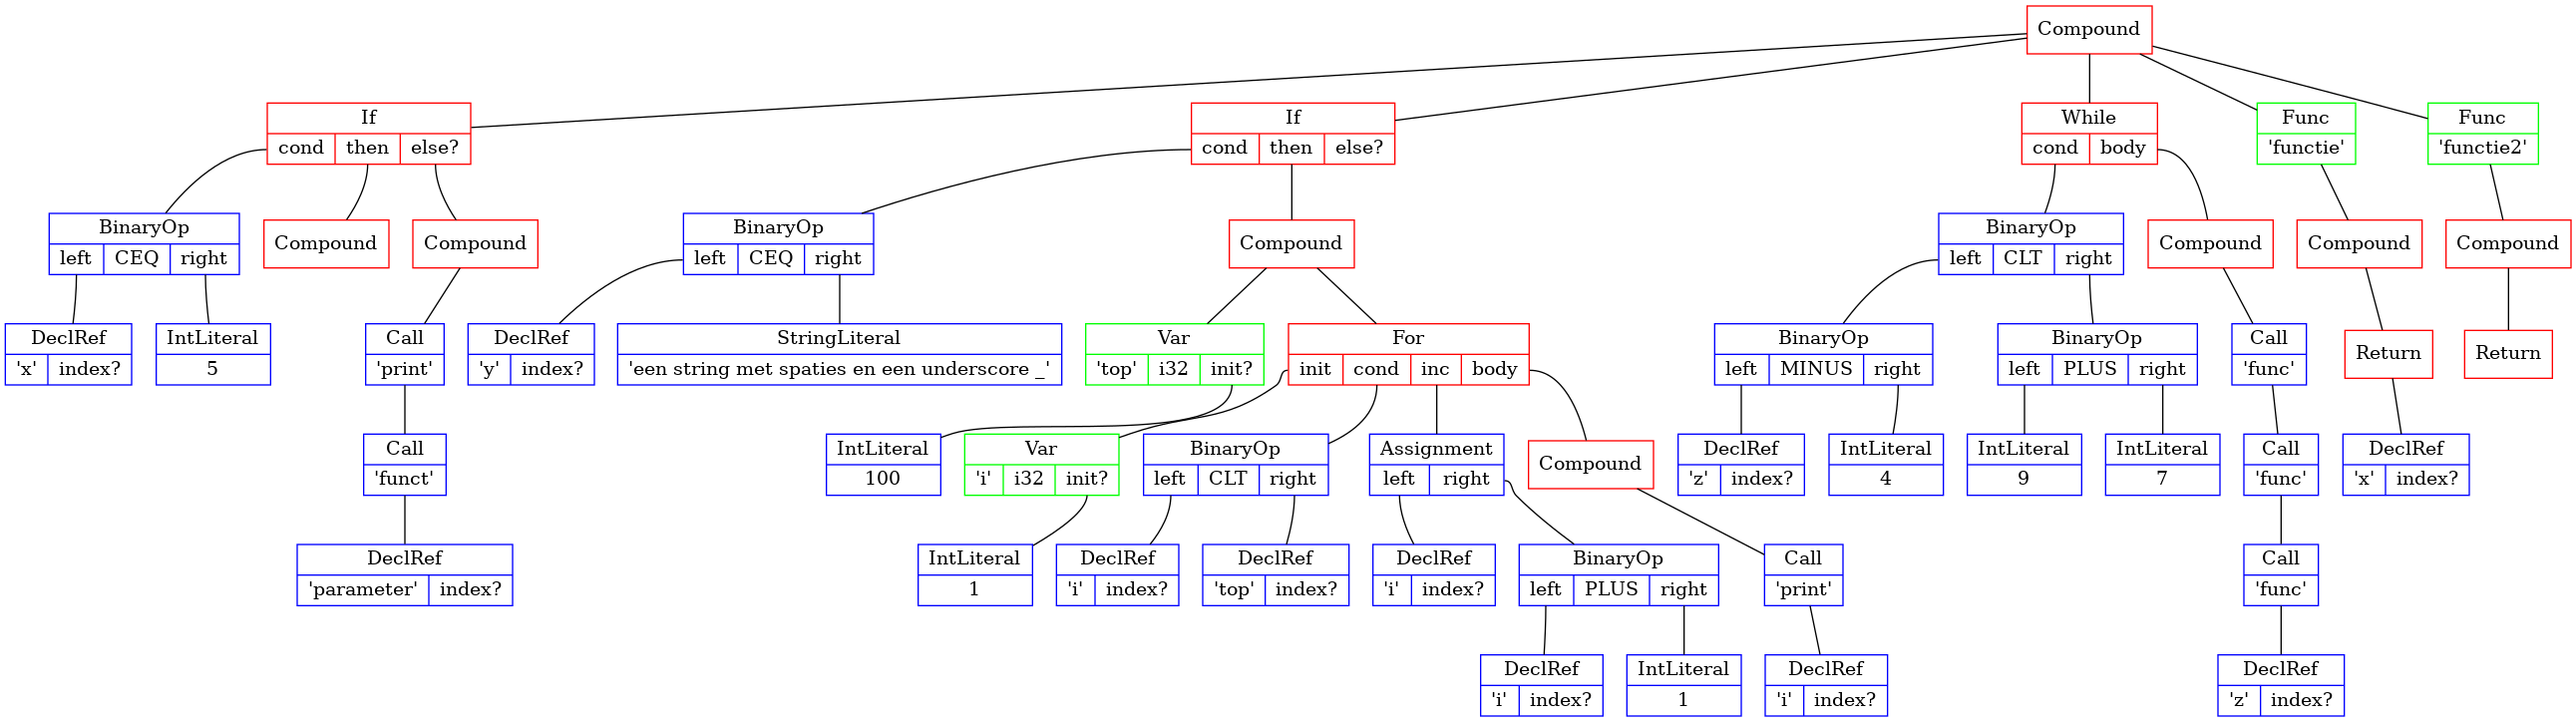 Compound
If
cond then else?
If
cond then else?
While
cond body
Func
'functie'
Func
'functie2'
BinaryOp
left CEQ right
Compound
Compound
BinaryOp
left CEQ right
Compound
BinaryOp
left CLT right
Compound
Compound
Compound
DeclRef
'x' index?
IntLiteral
5
Call
'print'
DeclRef
'y' index?
StringLiteral
'een string met spaties en een underscore _'
Var
'top' i32 init?
For
init cond inc body
BinaryOp
left MINUS right
BinaryOp
left PLUS right
Call
'func'
Return
Return
Call
'funct'
IntLiteral
100
Var
'i' i32 init?
BinaryOp
left CLT right
Assignment
left right
Compound
DeclRef
'z' index?
IntLiteral
4
IntLiteral
9
IntLiteral
7
Call
'func'
DeclRef
'x' index?
DeclRef
'parameter' index?
IntLiteral
1
DeclRef
'i' index?
DeclRef
'top' index?
DeclRef
'i' index?
BinaryOp
left PLUS right
Call
'print'
Call
'func'
DeclRef
'i' index?
IntLiteral
1
DeclRef
'i' index?
DeclRef
'z' index?